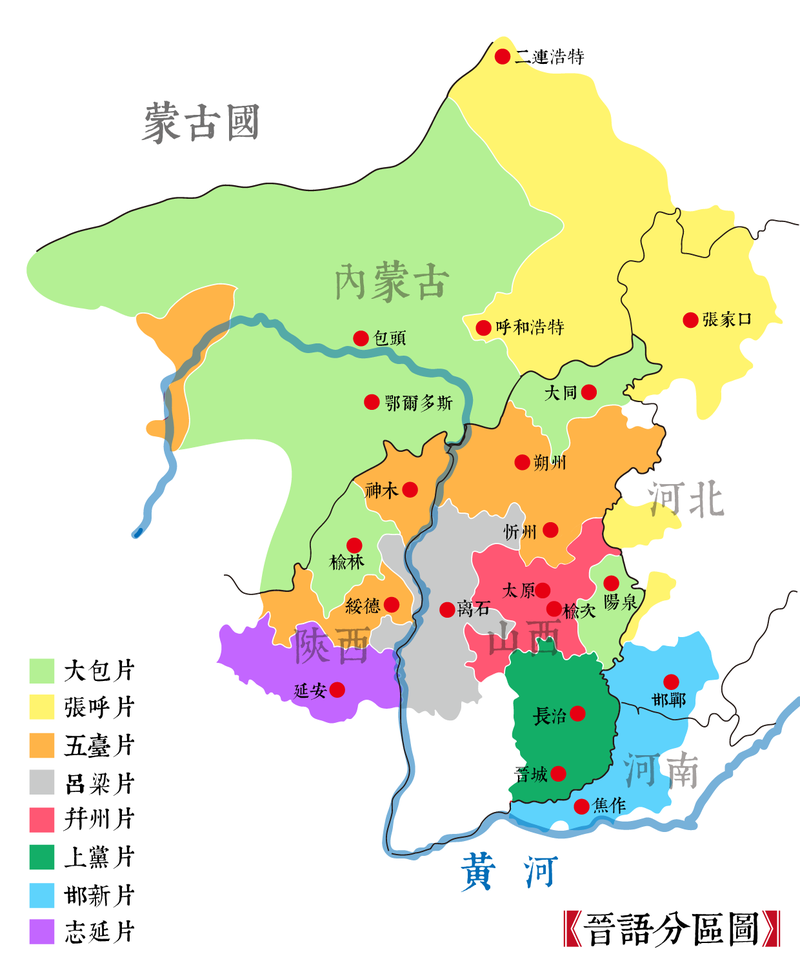 二連浩特
蒙古國
內蒙古
呼和浩特
張家口
包頭
大同
鄂爾多斯
朔州
神木
河北
忻州
榆林
太原
陽泉
綏德
离石
榆次
陝西
山西
大包片
延安
邯鄲
張呼片
長治
五臺片
晉城
河南
呂梁片
焦作
幷州片
上黨片
黃河
邯新片
志延片
《晉語分區圖》